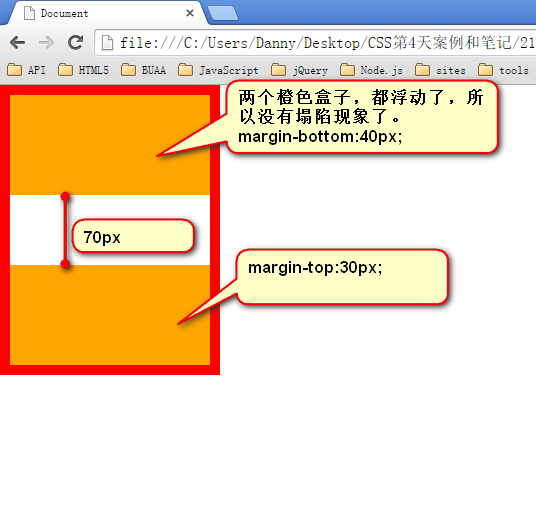 Document
file:///C:/Users/Danny/Desktop/CSS第4天案例和笔记/21
API HTML5 BUAA JavaScript jQuery Node.js sites tools
两个橙色盒子，都浮动了，所
以没有塌陷现象了。
margin-bottom:40px;
70px
margin-top:30px;